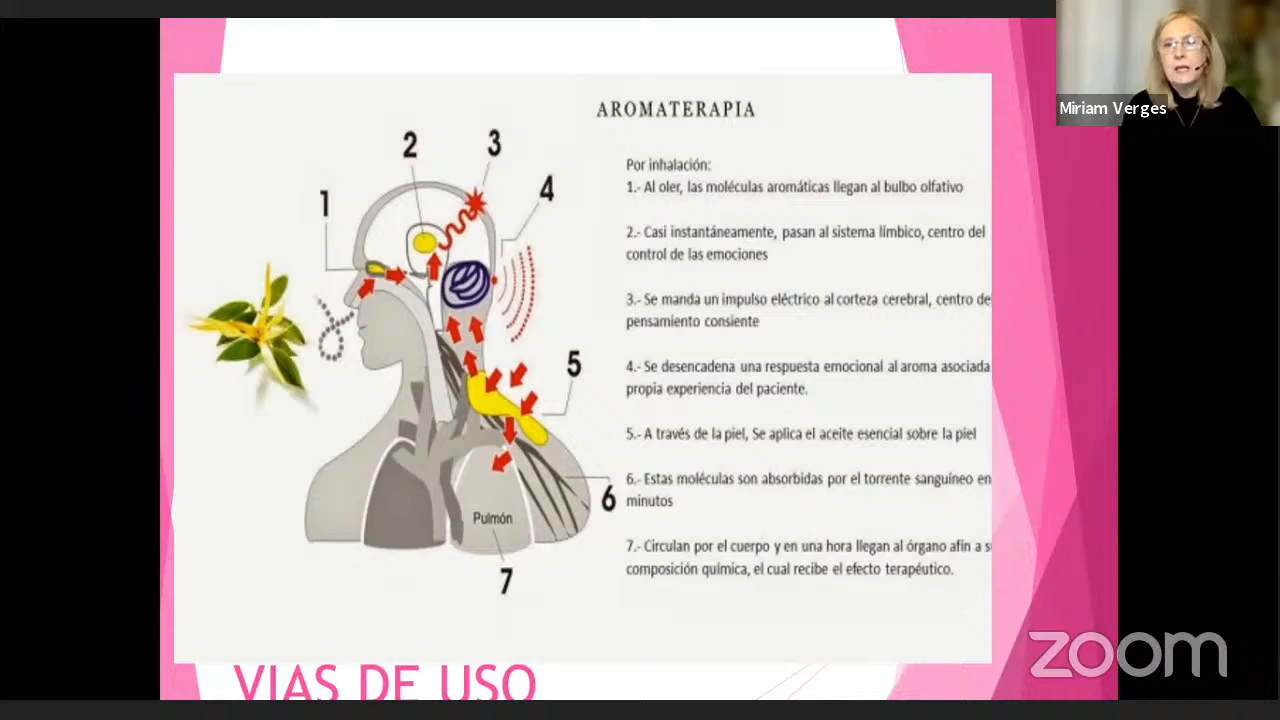 Miriam Verges
AROMATERAPIA
Por inhalación:
1.- Al oler, las moléculas aromáticas llegan al bulbo olfativo
2.- Casi instantáneamente, pasan al sistema límbico, centro del
control de las emociones
3.- Se manda un impulso eléctrico al corteza cerebral, centro de
pensamiento consiente
4.- Se desencadena una respuesta emocional al aroma asociada
propia experiencia del paciente.
5.- A través de la piel, Se aplica el aceite esencial sobre la piel
6.- Estas moléculas son absorbidas por el torrente sanguíneo en
minutos
7.- Circulan por el cuerpo y en una hora llegan al órgano afín a s
composición química, el cual recibe el efecto terapéutico.
1
2
3
4
5
6
Pulmón
7
VIAS DE USO
zoom